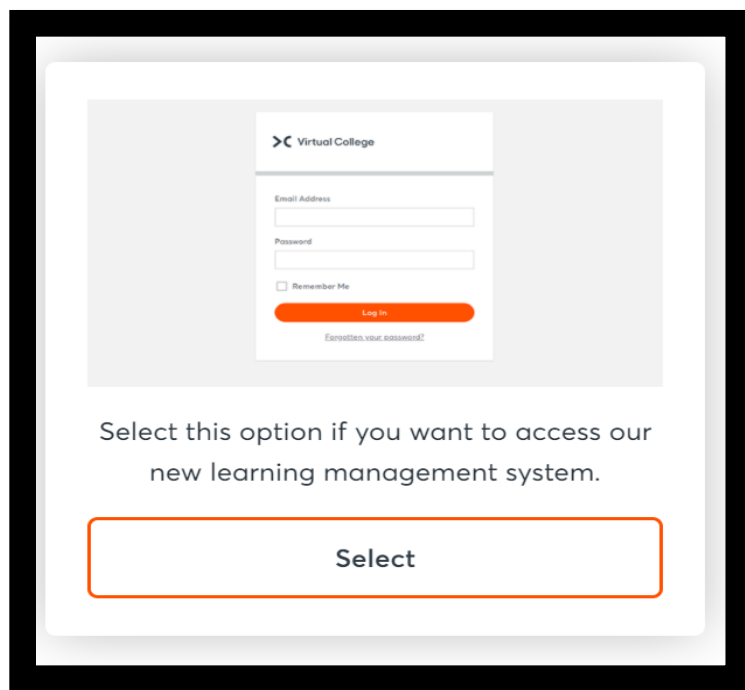 Virtual College
Email Address
Password
Remember Me
Log in
Forgotten your password?
Select this option if you want to access our
new learning management system.
Select